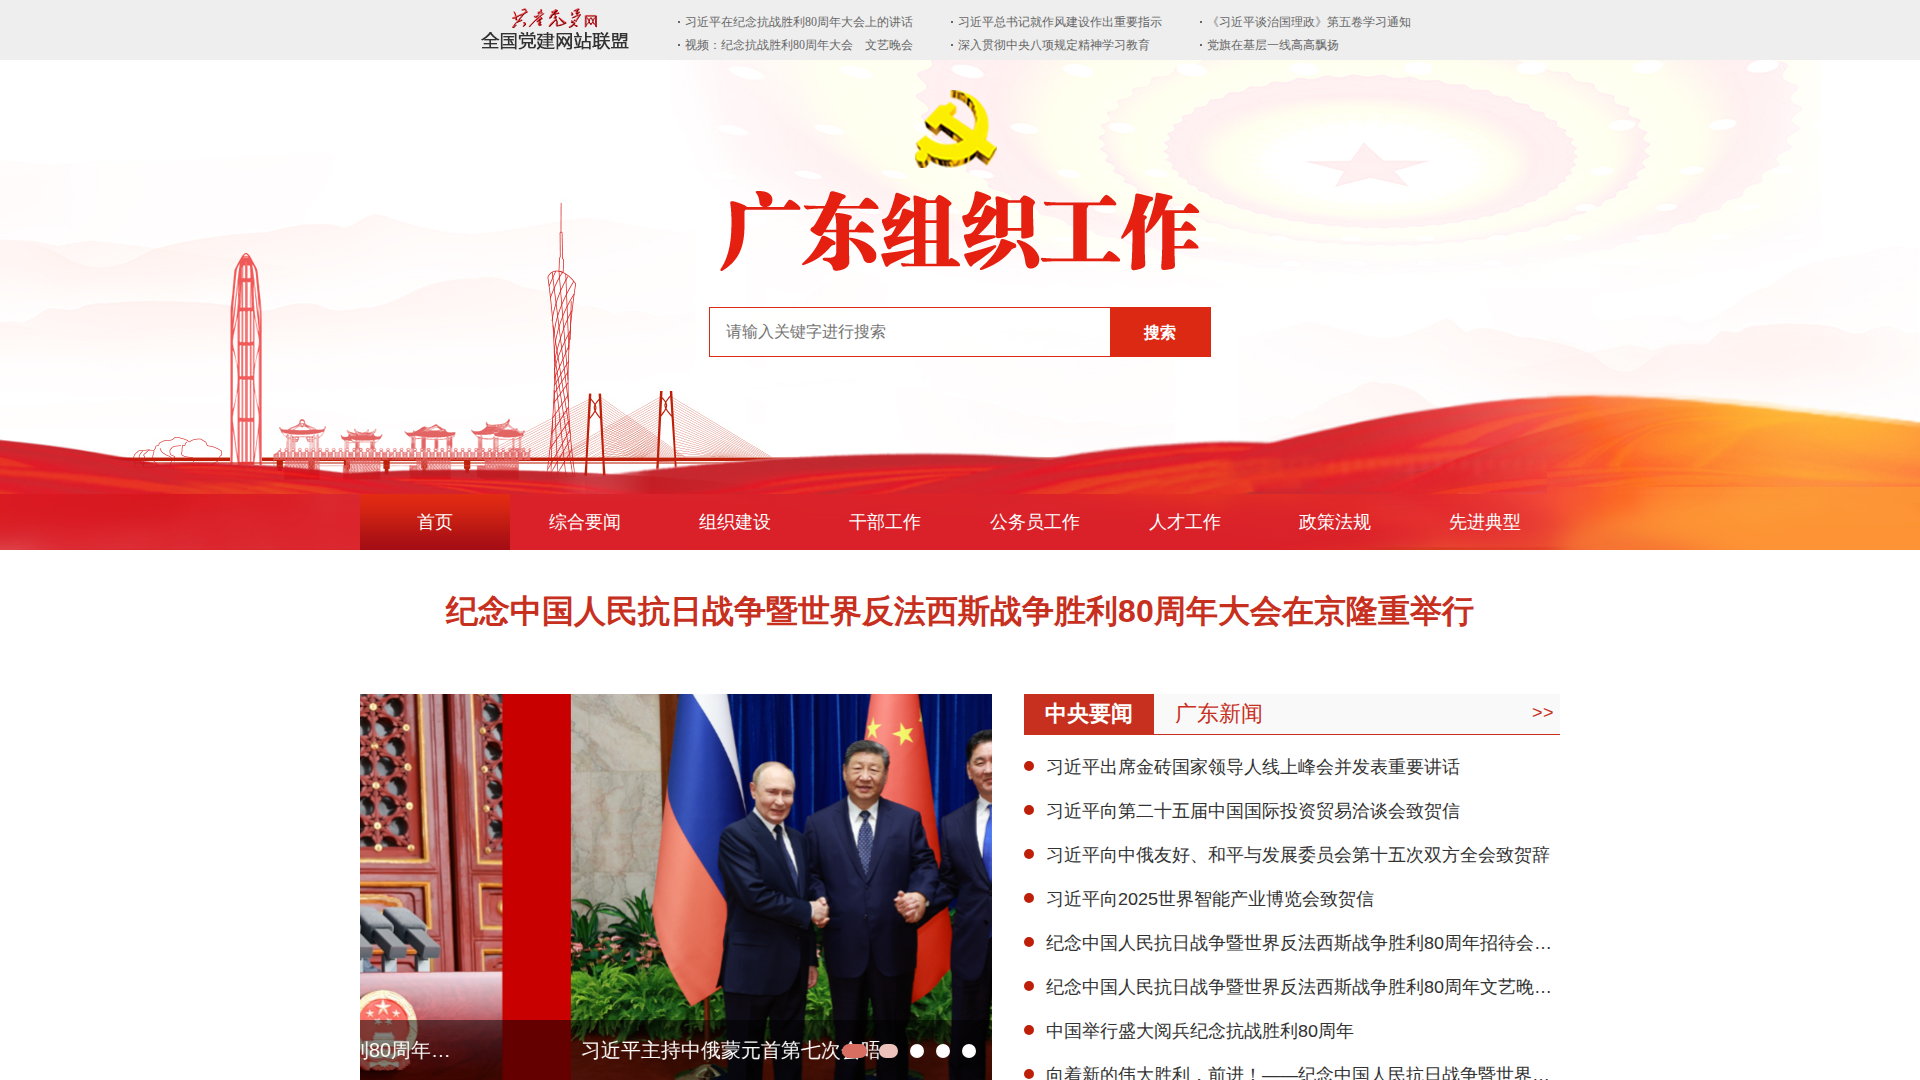 共产党员网
全国党建网站联盟
· 习近平在纪念抗战胜利80周年大会上的讲话
· 习近平总书记就作风建设作出重要指示
· 《习近平谈治国理政》第五卷学习通知
· 视频：纪念抗战胜利80周年大会　文艺晚会
· 深入贯彻中央八项规定精神学习教育
· 党旗在基层一线高高飘扬
广东组织工作
请输入关键字进行搜索
搜索
首页
综合要闻
组织建设
干部工作
公务员工作
人才工作
政策法规
先进典型
纪念中国人民抗日战争暨世界反法西斯战争胜利80周年大会在京隆重举行
利80周年…
习近平主持中俄蒙元首第七次会晤
中央要闻
广东新闻
>>
习近平出席金砖国家领导人线上峰会并发表重要讲话
习近平向第二十五届中国国际投资贸易洽谈会致贺信
习近平向中俄友好、和平与发展委员会第十五次双方全会致贺辞
习近平向2025世界智能产业博览会致贺信
纪念中国人民抗日战争暨世界反法西斯战争胜利80周年招待会…
纪念中国人民抗日战争暨世界反法西斯战争胜利80周年文艺晚…
中国举行盛大阅兵纪念抗战胜利80周年
向着新的伟大胜利，前进！——纪念中国人民抗日战争暨世界…